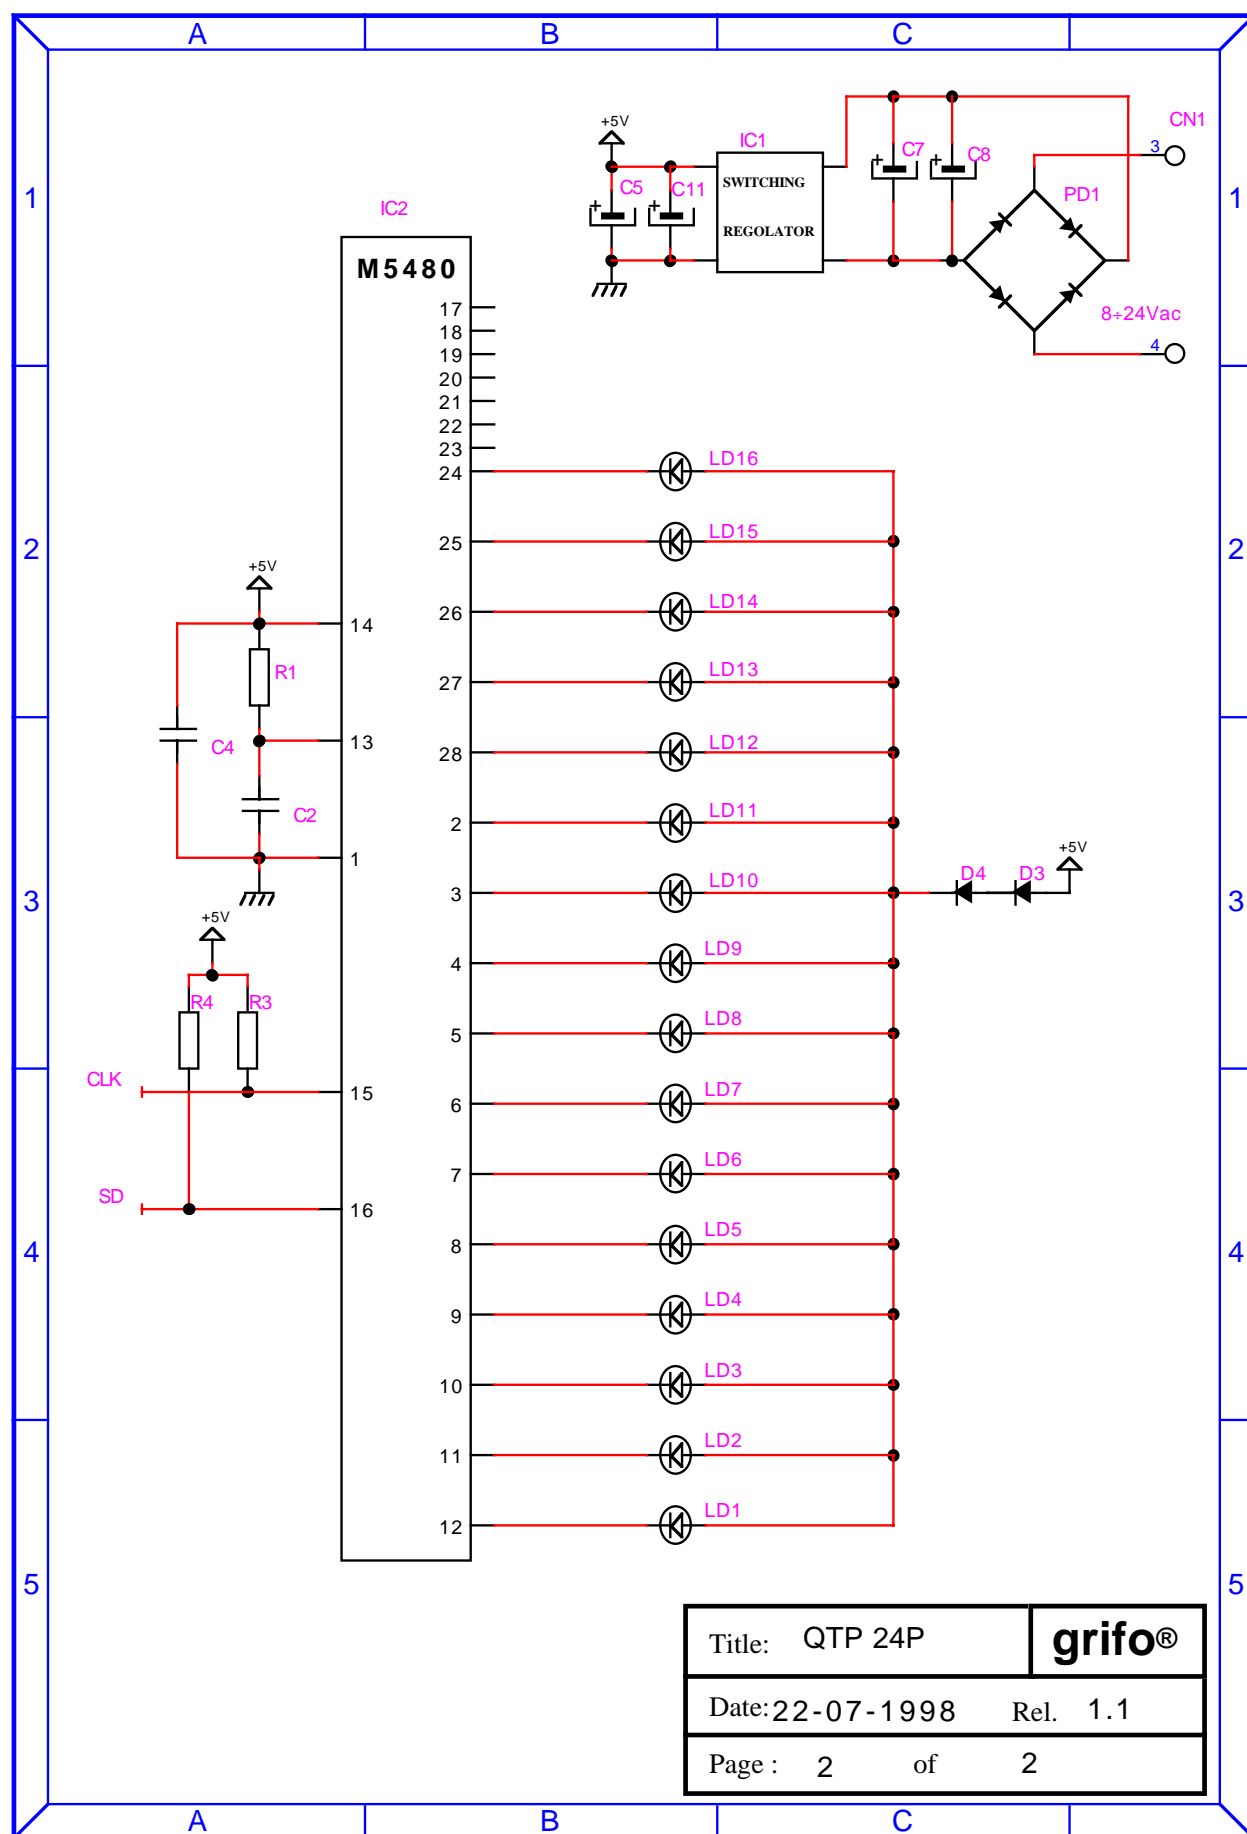 A B C
CN1
+5V
IC1
C7 C8
3
1 1
C5 C11
SWITCHING
PD1
IC2
REGOLATOR
M5480
17
8÷24Vac
18
4
19
20
21
22
23
24 LD16
2 25 LD15 2
+5V
26 LD14
14
R1
27 LD13
C4 13
28 LD12
C2
2 LD11
1
+5V
3 3 LD10 D4 D3 3
+5V
4 LD9
R4 R3
5 LD8
CLK
15 6 LD7
7 LD6
SD
16
4 8 LD5 4
9 LD4
10 LD3
11 LD2
12 LD1
5 5
Title: QTP 24P grifo®
Date: 22-07-1998 Rel. 1.1
Page : 2 of 2
A B C